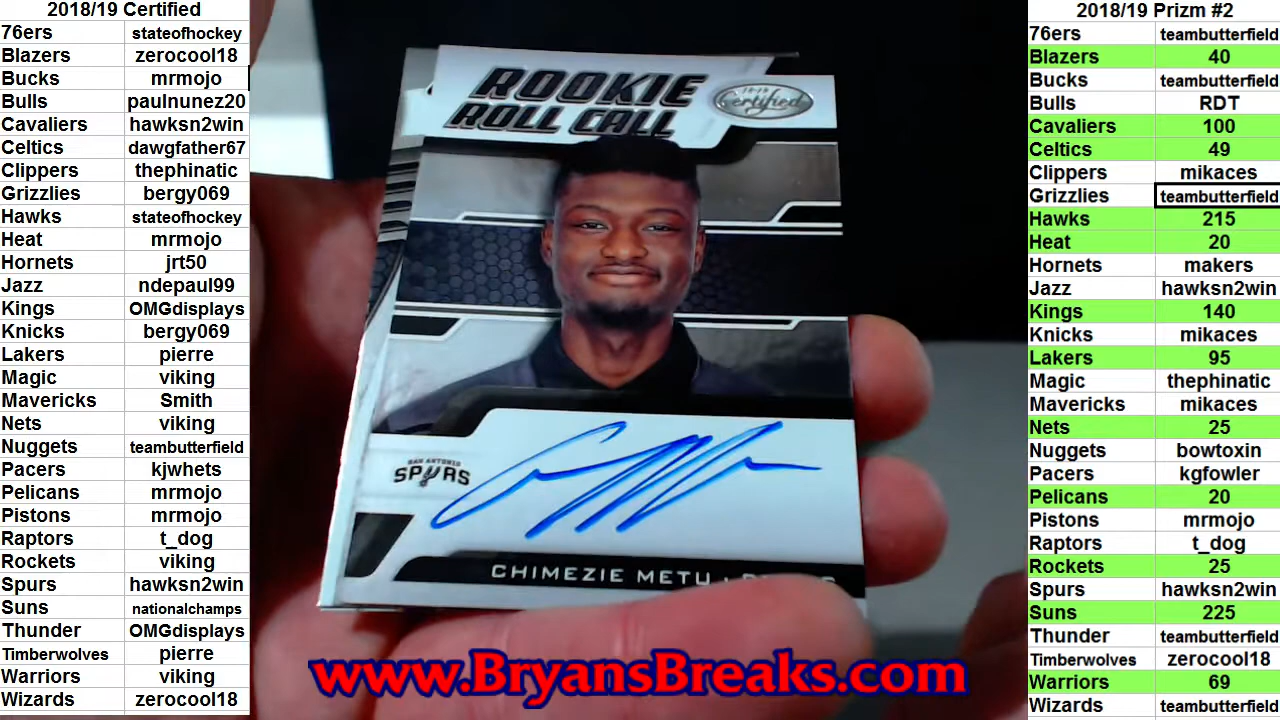 2018/19 Certified
76ers stateofhockey
Blazers zerocool18
Bucks mrmojo
Bulls paulnunez20
Cavaliers hawksn2win
Celtics dawgfather67
Clippers thephinatic
Grizzlies bergy069
Hawks stateofhockey
Heat mrmojo
Hornets jrt50
Jazz ndepaul99
Kings OMGdisplays
Knicks bergy069
Lakers pierre
Magic viking
Mavericks Smith
Nets viking
Nuggets teambutterfield
Pacers kjwhets
Pelicans mrmojo
Pistons mrmojo
Raptors t_dog
Rockets viking
Spurs hawksn2win
Suns nationalchamps
Thunder OMGdisplays
Timberwolves pierre
Warriors viking
Wizards zerocool18
ROOKIE
ROLL CALL
18-19
Certified
SAN ANTONIO
SPURS
CHIMEZIE METU
www.BryansBreaks.com
2018/19 Prizm #2
76ers teambutterfield
Blazers 40
Bucks teambutterfield
Bulls RDT
Cavaliers 100
Celtics 49
Clippers mikaces
Grizzlies teambutterfield
Hawks 215
Heat 20
Hornets makers
Jazz hawksn2win
Kings 140
Knicks mikaces
Lakers 95
Magic thephinatic
Mavericks mikaces
Nets 25
Nuggets bowtoxin
Pacers kgfowler
Pelicans 20
Pistons mrmojo
Raptors t_dog
Rockets 25
Spurs hawksn2win
Suns 225
Thunder teambutterfield
Timberwolves zerocool18
Warriors 69
Wizards teambutterfield